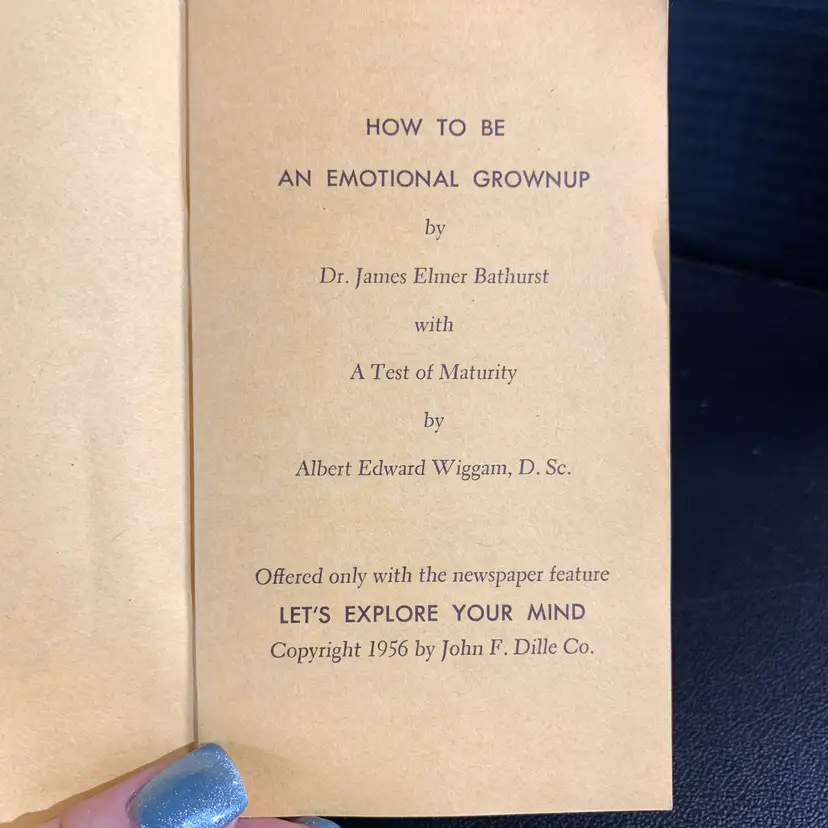 HOW TO BE
AN EMOTIONAL GROWNUP
by
Dr. James Elmer Bathurst
with
A Test of Maturity
by
Albert Edward Wiggam, D. Sc.
Offered only with the newspaper feature
LET'S EXPLORE YOUR MIND
Copyright 1956 by John F. Dille Co.